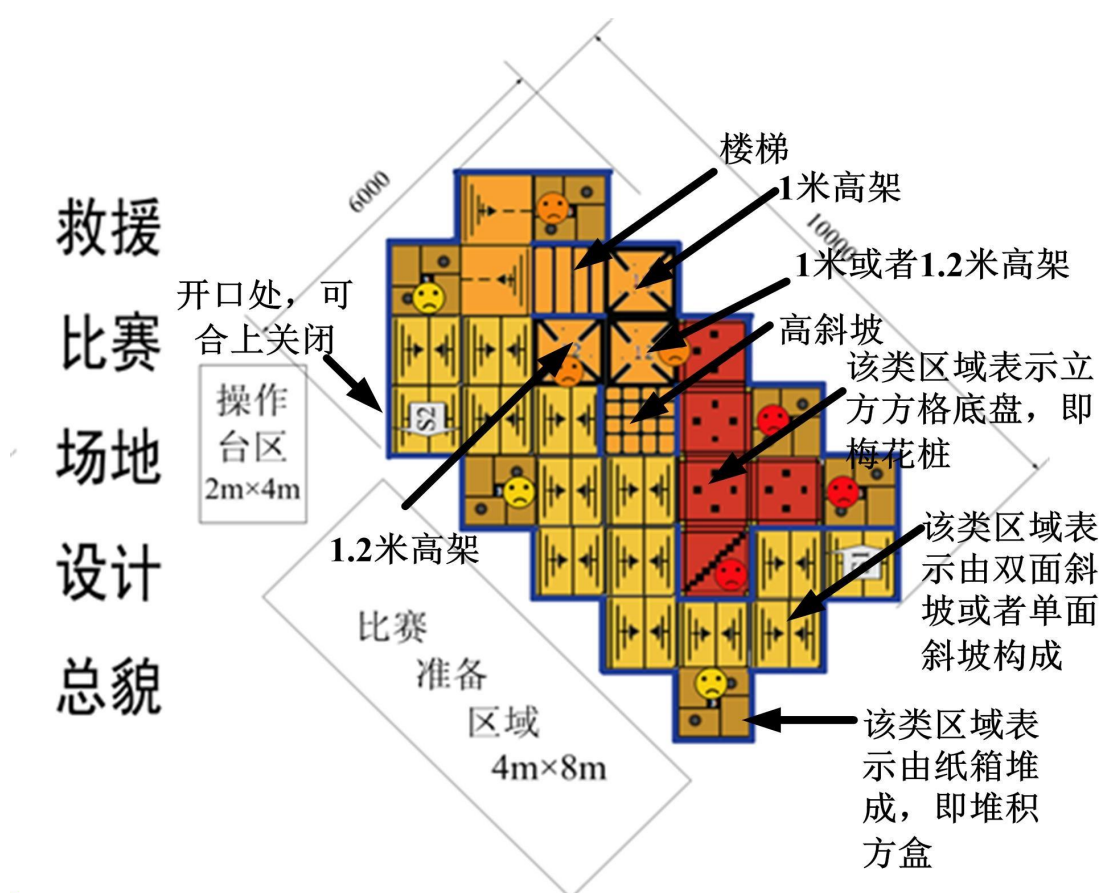 救援
比赛
场地
设计
总貌
6000
10000
楼梯
1米高架
1米或者1.2米高架
高斜坡
开口处，可
合上关闭
该类区域表示立
方方格底盘，即
梅花桩
操作
台区
2m×4m
S2
1.2米高架
该类区域表
示由双面斜
坡或者单面
斜坡构成
S1
比赛
准备
区域
4m×8m
该类区域表
示由纸箱堆
成，即堆积
方盒